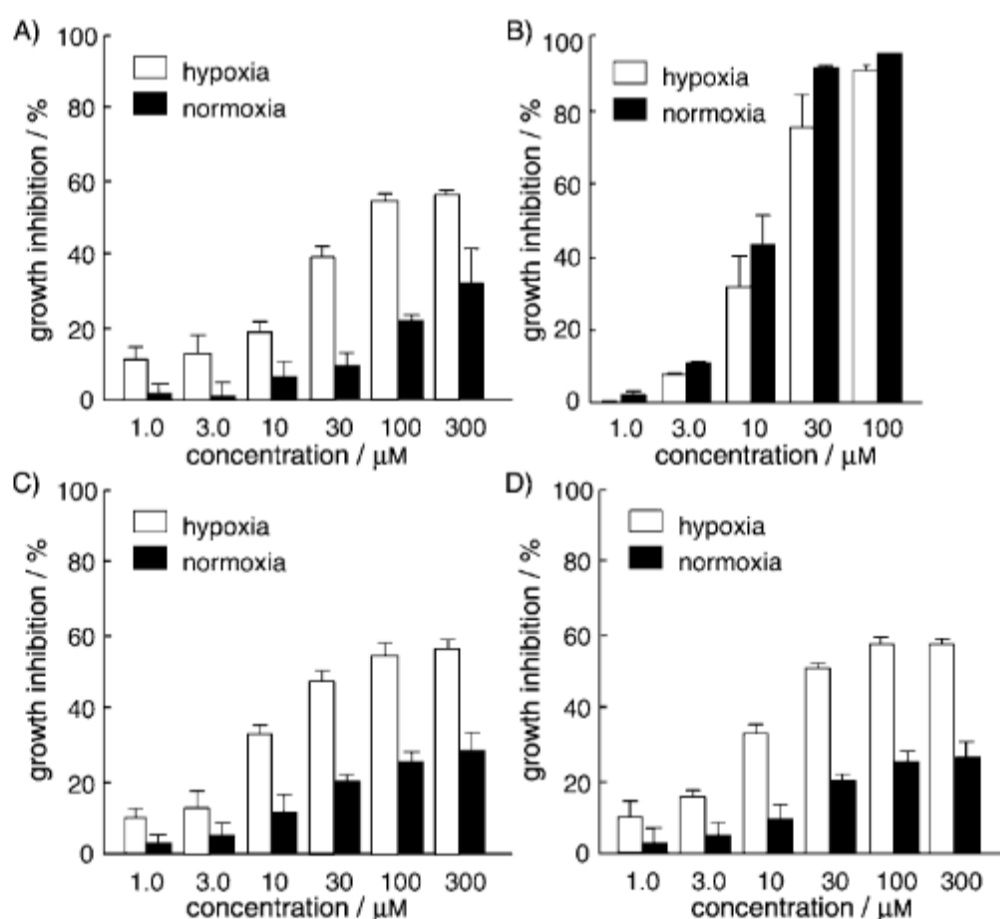 A)
growth inhibition / %
100
80
60
40
20
0
hypoxia
normoxia
1.0 3.0 10 30 100 300
concentration / μM
B)
growth inhibition / %
100
80
60
40
20
0
hypoxia
normoxia
1.0 3.0 10 30 100
concentration / μM
C)
growth inhibition / %
100
80
60
40
20
0
hypoxia
normoxia
1.0 3.0 10 30 100 300
concentration / μM
D)
growth inhibition / %
100
80
60
40
20
0
hypoxia
normoxia
1.0 3.0 10 30 100 300
concentration / μM